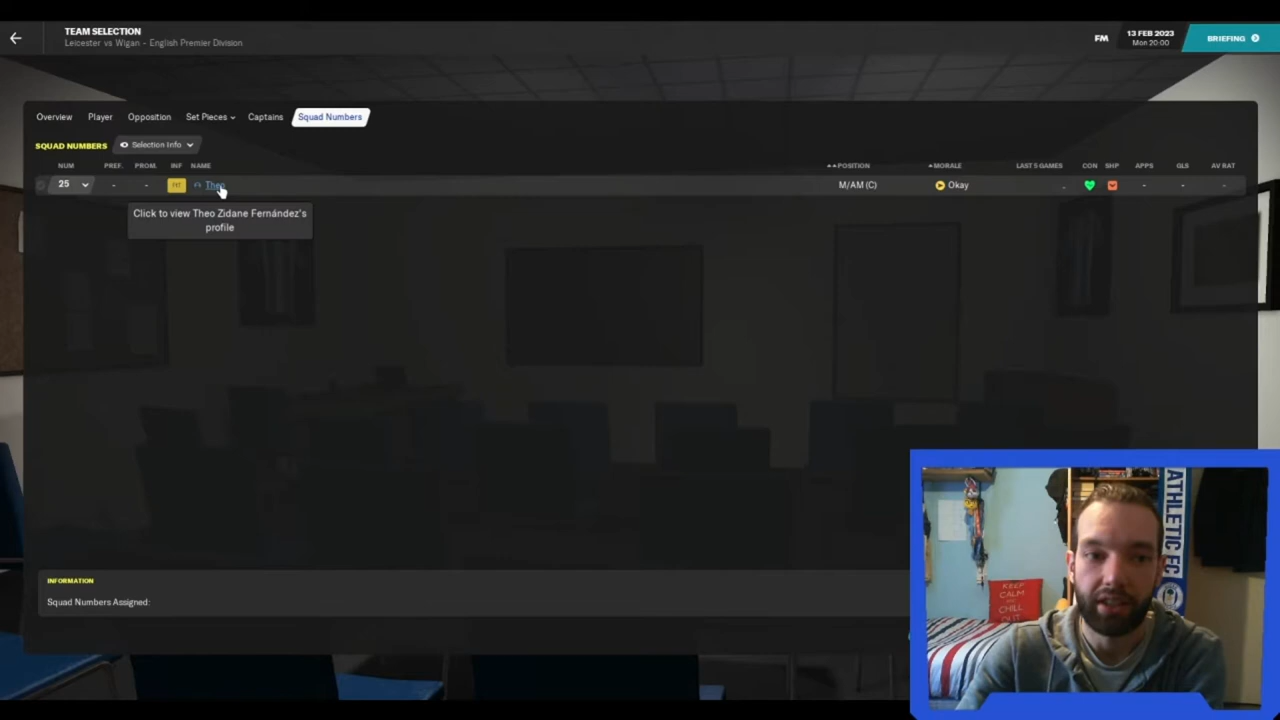 TEAM SELECTION
Leicester vs Wigan - English Premier Division
FM
13 FEB 2023
Mon 20:00
BRIEFING
Overview
Player
Opposition
Set Pieces
Captains
Squad Numbers
SQUAD NUMBERS
Selection Info
NUM
PREF.
PROM.
INF
NAME
POSITION
MORALE
LAST 5 GAMES
CON
SHP
APPS
GLS
AV RAT
25
-
-
INT
Theo
M/AM (C)
Okay
-
-
-
-
Click to view Theo Zidane Fernández's
profile
INFORMATION
Squad Numbers Assigned:
ATHLETIC FC
KEEP
CALM
AND
CHILL
OUT